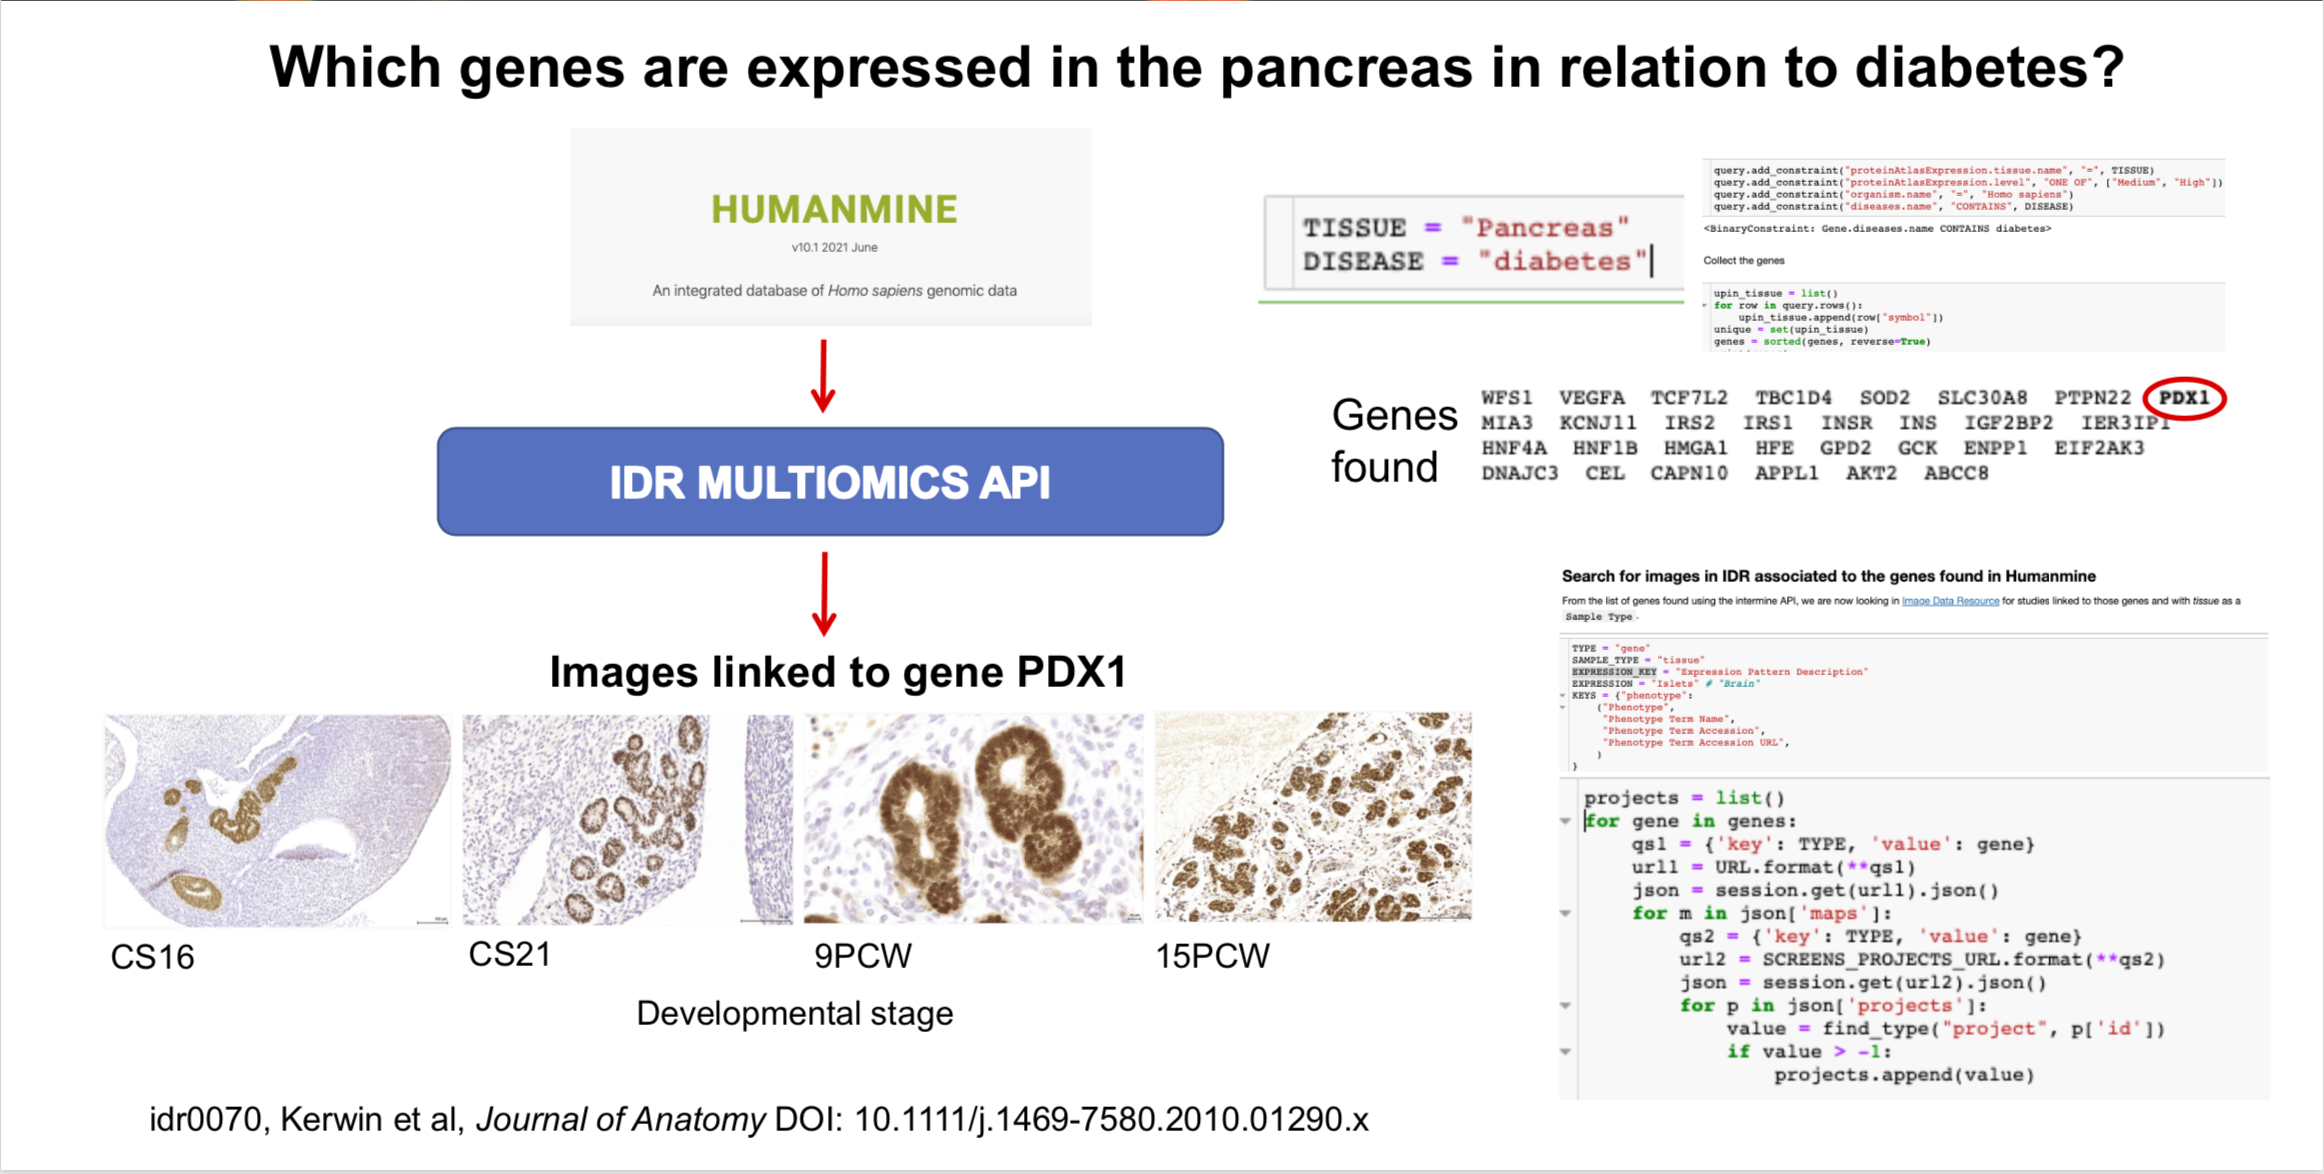 Which genes are expressed in the pancreas in relation to diabetes?
HUMANMINE
v10.1 2021 June
An integrated database of Homo sapiens genomic data
IDR MULTIOMICS API
Images linked to gene PDX1
CS16
CS21
9PCW
15PCW
Developmental stage
idr0070, Kerwin et al, Journal of Anatomy DOI: 10.1111/j.1469-7580.2010.01290.x
TISSUE = "Pancreas"
DISEASE = "diabetes"
query.add_constraint("proteinAtlasExpression.tissue.name", "=", TISSUE)
query.add_constraint("proteinAtlasExpression.level", "ONE OF", ["Medium", "High"])
query.add_constraint("organism.name", "=", "Homo sapiens")
query.add_constraint("diseases.name", "CONTAINS", DISEASE)
<BinaryConstraint: Gene.diseases.name CONTAINS diabetes>
Collect the genes
upin_tissue = list()
for row in query.rows():
    upin_tissue.append(row["symbol"])
unique = set(upin_tissue)
genes = sorted(genes, reverse=True)
Genes
found
WFS1 VEGFA TCF7L2 TBC1D4 SOD2 SLC30A8 PTPN22 PDX1
MIA3 KCNJ11 IRS2 IRS1 INSR INS IGF2BP2 IER3IP1
HNF4A HNF1B HMGA1 HFE GPD2 GCK ENPP1 EIF2AK3
DNAJC3 CEL CAPN10 APPL1 AKT2 ABCC8
Search for images in IDR associated to the genes found in Humanmine
From the list of genes found using the intermine API, we are now looking in Image Data Resource for studies linked to those genes and with tissue as a
Sample Type .
TYPE = "gene"
SAMPLE_TYPE = "tissue"
EXPRESSION_KEY = "Expression Pattern Description"
EXPRESSION = "Islets" # "Brain"
KEYS = {"phenotype":
    ("Phenotype",
     "Phenotype Term Name",
     "Phenotype Term Accession",
     "Phenotype Term Accession URL",
    )
}
projects = list()
for gene in genes:
    qs1 = {'key': TYPE, 'value': gene}
    url1 = URL.format(**qs1)
    json = session.get(url1).json()
    for m in json['maps']:
        qs2 = {'key': TYPE, 'value': gene}
        url2 = SCREENS_PROJECTS_URL.format(**qs2)
        json = session.get(url2).json()
        for p in json['projects']:
            value = find_type("project", p['id'])
            if value > -1:
                projects.append(value)